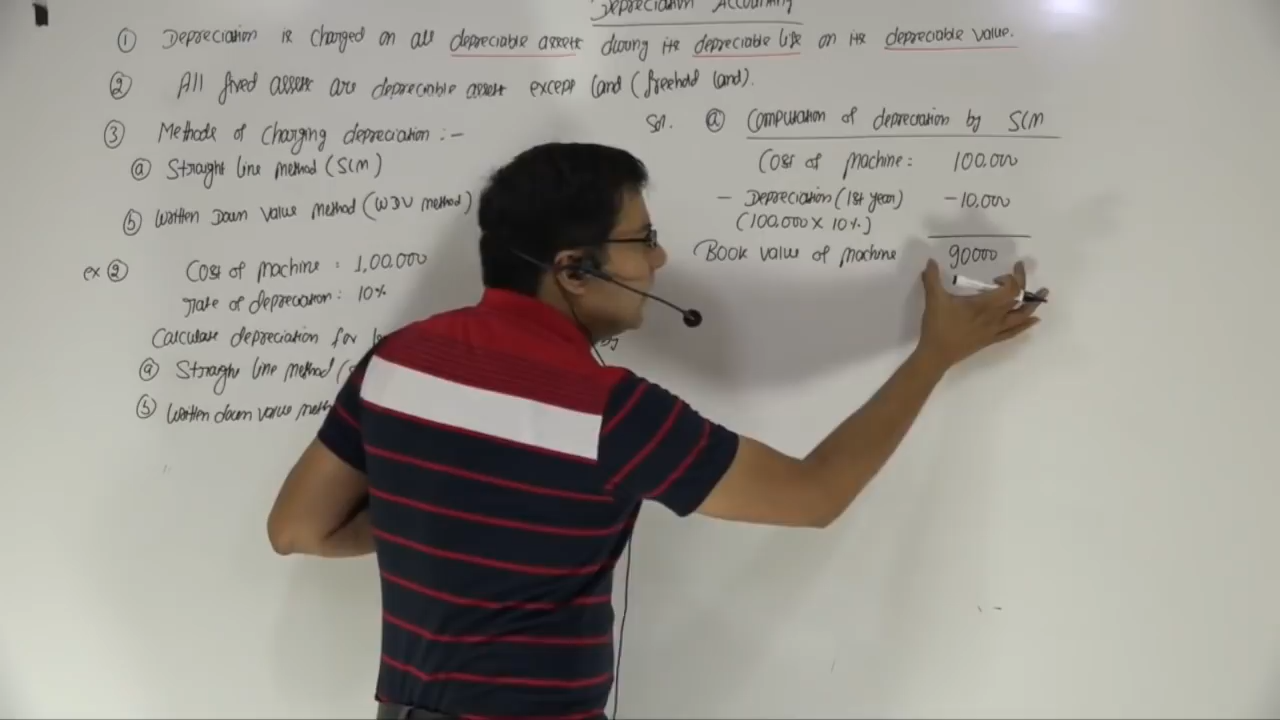 Depreciation Accounting
① Depreciation is charged on all depreciable assets during its depreciable life on its depreciable value.
② All fixed assets are depreciable assets except land (freehold land).
③ Methods of charging depreciation :-
ⓐ Straight line method (SLM)
ⓑ Written Down Value Method (WDV method)
ex ②
Cost of machine : 1,00,000
rate of depreciation : 10%
Calculate depreciation for
by
ⓐ Straight line method (
ⓑ Written down value meth
Sol. ⓐ Computation of depreciation by SLM
Cost of machine : 100,000
- Depreciation (1st year) -10,000
(100,000 x 10%)
Book value of machine 90000